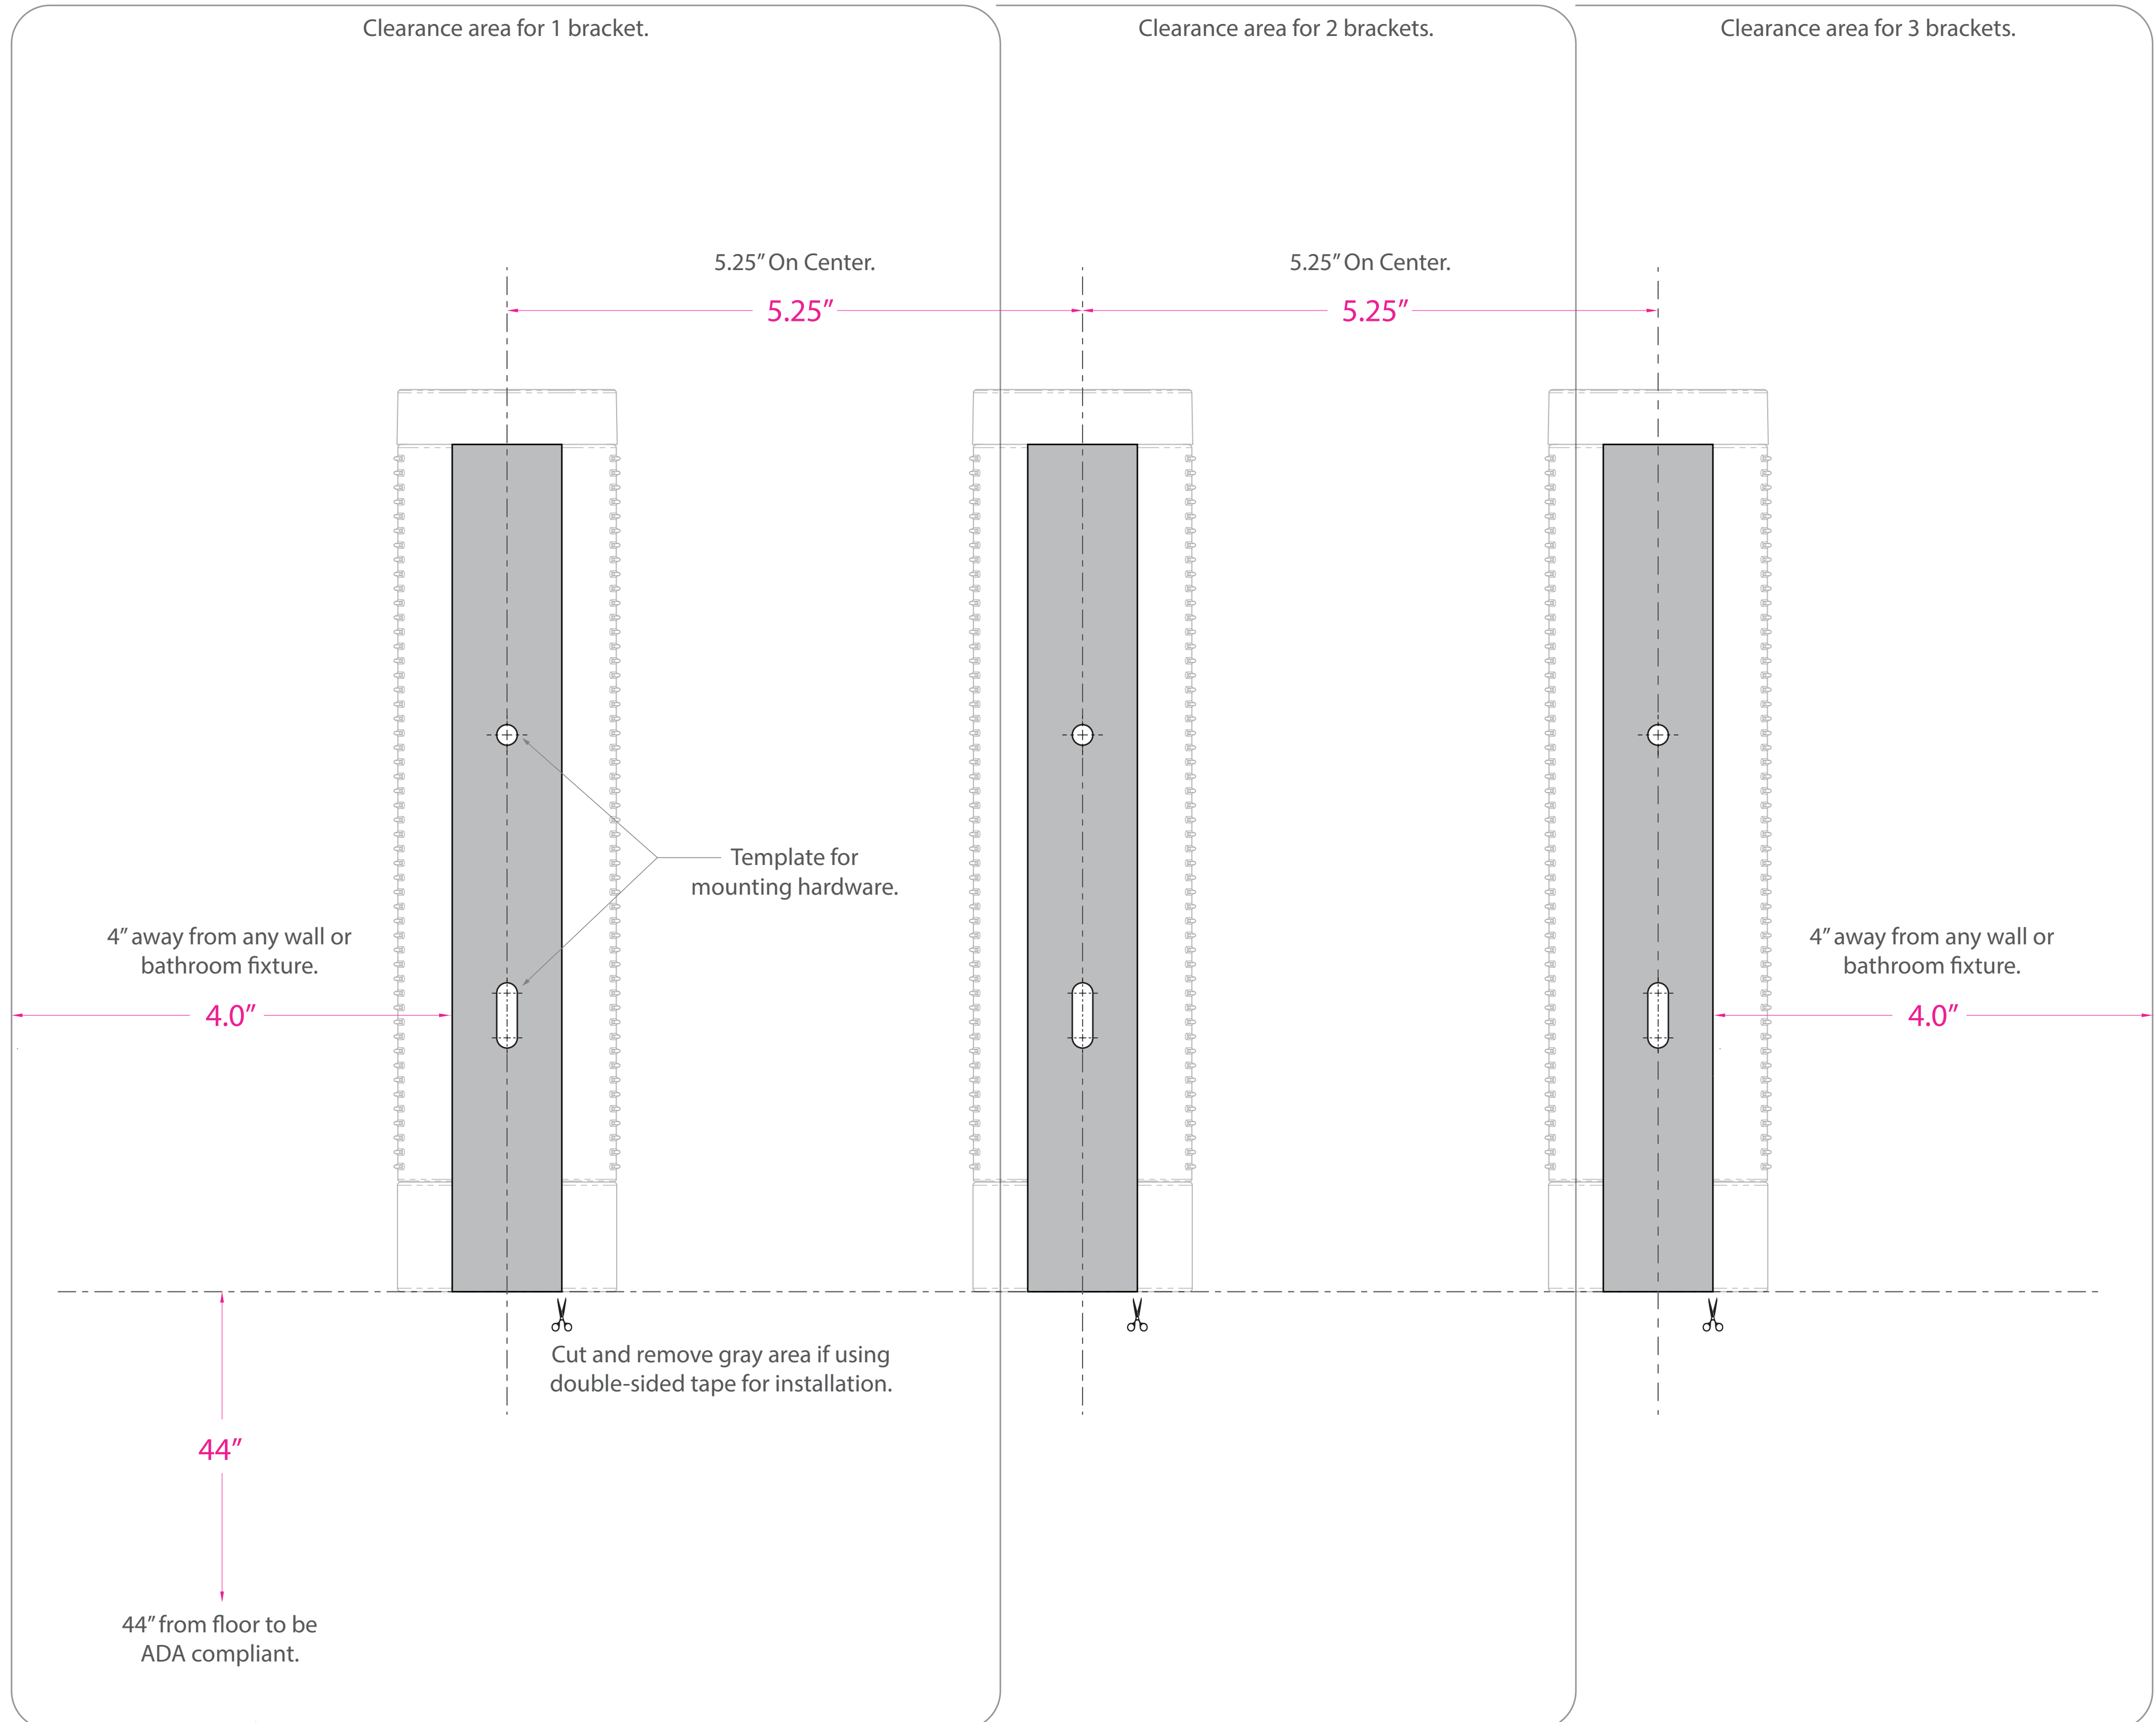 Clearance area for 1 bracket.
Clearance area for 2 brackets.
Clearance area for 3 brackets.
5.25” On Center.
5.25” On Center.
5.25”
5.25”
Template for
mounting hardware.
4” away from any wall or
bathroom fixture.
4.0”
4” away from any wall or
bathroom fixture.
4.0”
Cut and remove gray area if using
double-sided tape for installation.
44”
44” from floor to be
ADA compliant.